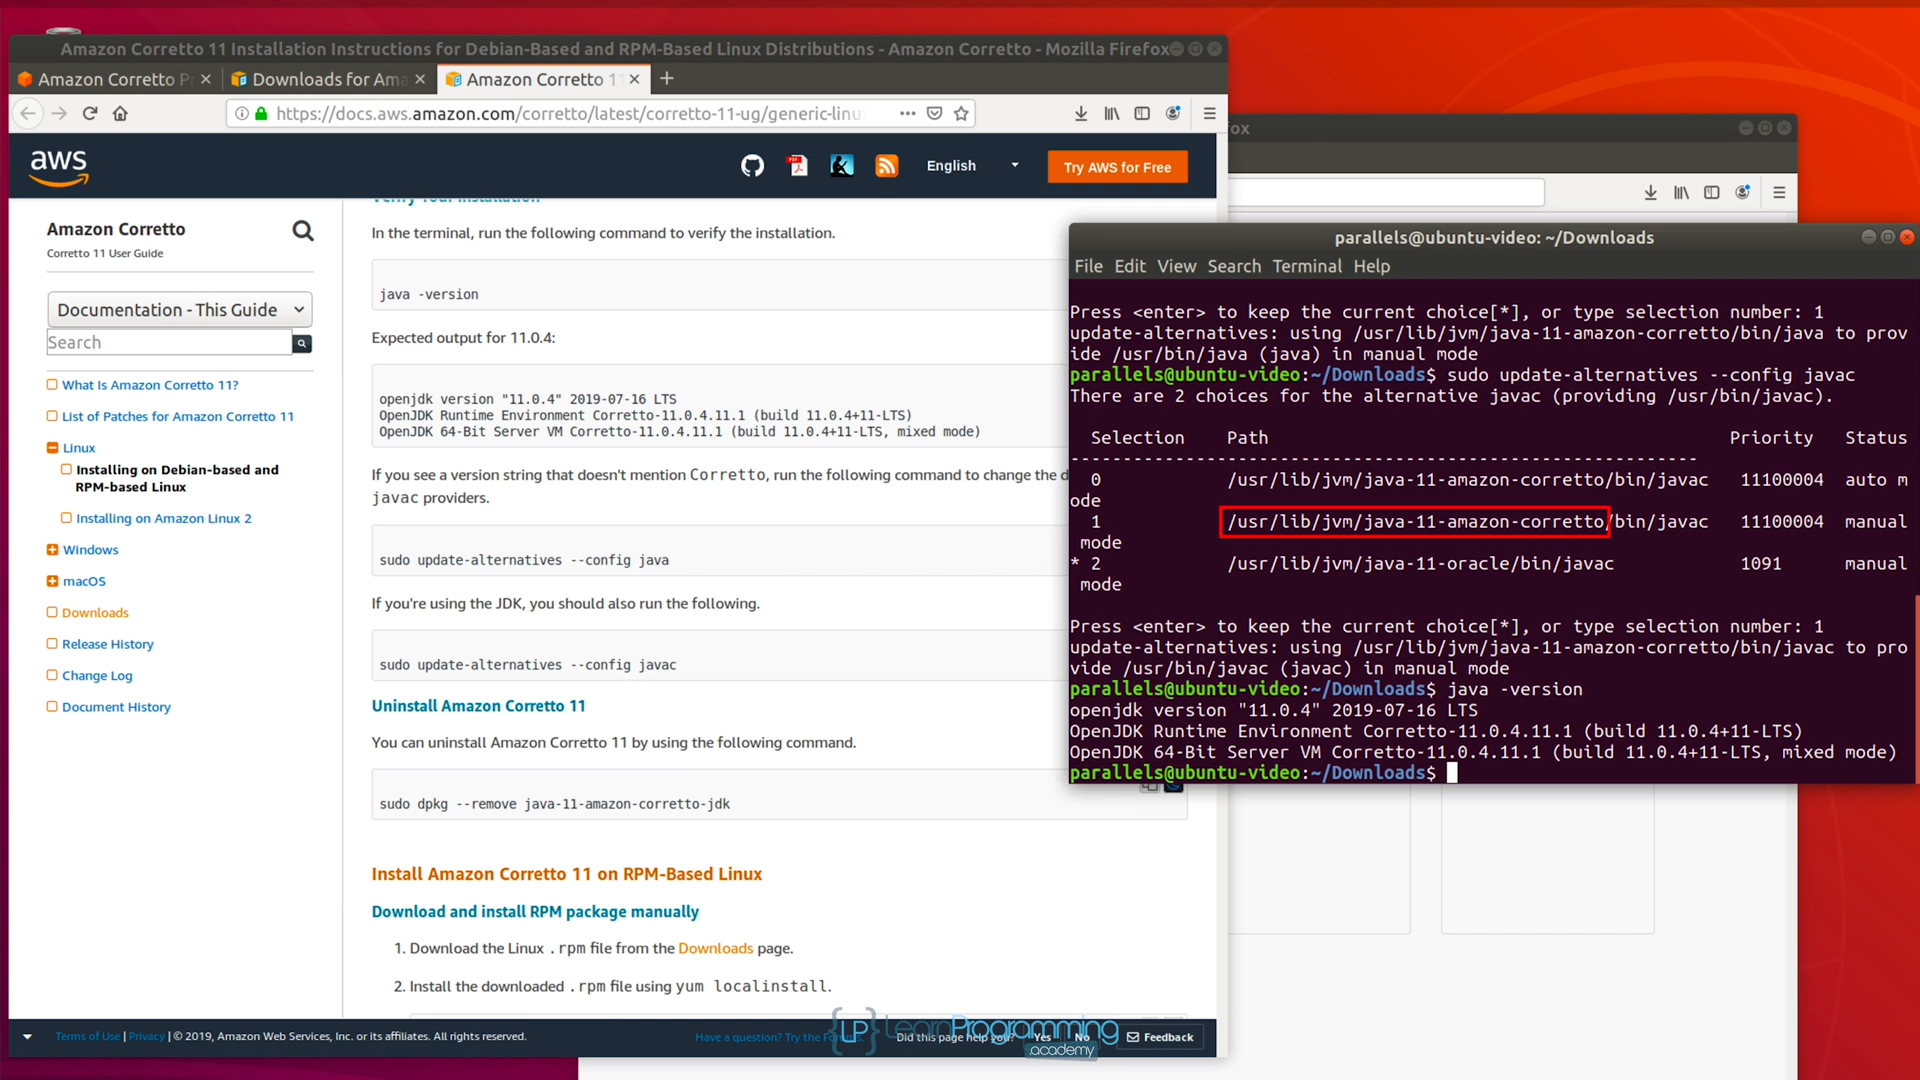 Amazon Corretto 11 Installation Instructions for Debian-Based and RPM-Based Linux Distributions - Amazon Corretto - Mozilla Firefox
Amazon Corretto P
Downloads for Ama
Amazon Corretto 11
https://docs.aws.amazon.com/corretto/latest/corretto-11-ug/generic-linu
aws
English
Try AWS for Free
Amazon Corretto
Corretto 11 User Guide
Documentation - This Guide
Search
What Is Amazon Corretto 11?
List of Patches for Amazon Corretto 11
Linux
Installing on Debian-based and
RPM-based Linux
Installing on Amazon Linux 2
Windows
macOS
Downloads
Release History
Change Log
Document History
Verify Your Installation
In the terminal, run the following command to verify the installation.
java -version
Expected output for 11.0.4:
openjdk version "11.0.4" 2019-07-16 LTS
OpenJDK Runtime Environment Corretto-11.0.4.11.1 (build 11.0.4+11-LTS)
OpenJDK 64-Bit Server VM Corretto-11.0.4.11.1 (build 11.0.4+11-LTS, mixed mode)
If you see a version string that doesn't mention Corretto, run the following command to change the d
javac providers.
sudo update-alternatives --config java
If you're using the JDK, you should also run the following.
sudo update-alternatives --config javac
Uninstall Amazon Corretto 11
You can uninstall Amazon Corretto 11 by using the following command.
sudo dpkg --remove java-11-amazon-corretto-jdk
Install Amazon Corretto 11 on RPM-Based Linux
Download and install RPM package manually
1. Download the Linux .rpm file from the Downloads page.
2. Install the downloaded .rpm file using yum localinstall.
Terms of Use | Privacy | © 2019, Amazon Web Services, Inc. or its affiliates. All rights reserved.
Have a question? Try the
Did this page help you?
Yes
No
Feedback
LP LearnProgramming
.academy
fox
parallels@ubuntu-video: ~/Downloads
File Edit View Search Terminal Help
Press <enter> to keep the current choice[*], or type selection number: 1
update-alternatives: using /usr/lib/jvm/java-11-amazon-corretto/bin/java to prov
ide /usr/bin/java (java) in manual mode
parallels@ubuntu-video:~/Downloads$ sudo update-alternatives --config javac
There are 2 choices for the alternative javac (providing /usr/bin/javac).
Selection Path Priority Status
------------------------------------------------------------
0 /usr/lib/jvm/java-11-amazon-corretto/bin/javac 11100004 auto m
ode
1 /usr/lib/jvm/java-11-amazon-corretto/bin/javac 11100004 manual
mode
* 2 /usr/lib/jvm/java-11-oracle/bin/javac 1091 manual
mode
Press <enter> to keep the current choice[*], or type selection number: 1
update-alternatives: using /usr/lib/jvm/java-11-amazon-corretto/bin/javac to pro
vide /usr/bin/javac (javac) in manual mode
parallels@ubuntu-video:~/Downloads$ java -version
openjdk version "11.0.4" 2019-07-16 LTS
OpenJDK Runtime Environment Corretto-11.0.4.11.1 (build 11.0.4+11-LTS)
OpenJDK 64-Bit Server VM Corretto-11.0.4.11.1 (build 11.0.4+11-LTS, mixed mode)
parallels@ubuntu-video:~/Downloads$